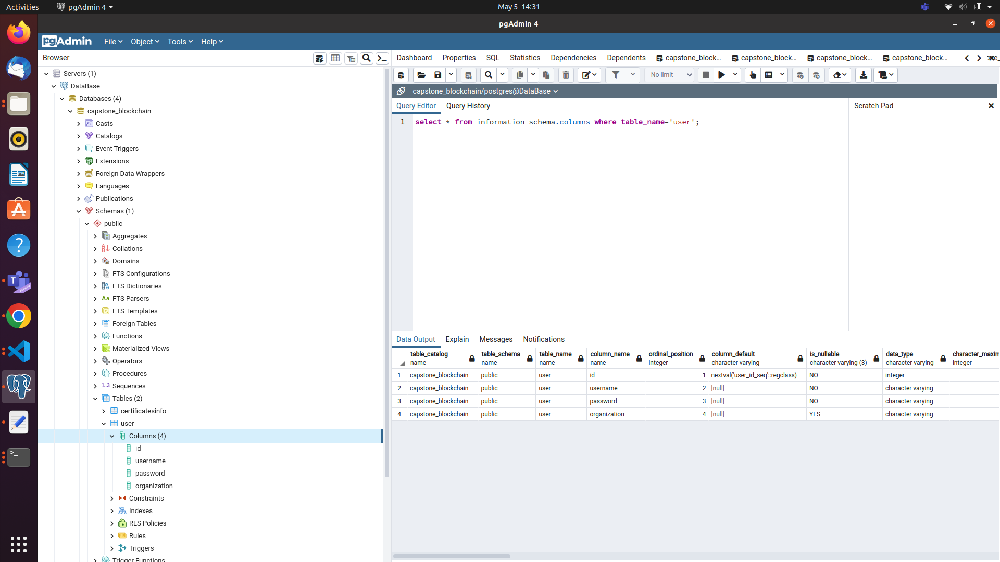 Activities
pgAdmin 4
May 5 14:31
pgAdmin 4
pgAdmin
File
Object
Tools
Help
Browser
Servers (1)
DataBase
Databases (4)
capstone_blockchain
Casts
Catalogs
Event Triggers
Extensions
Foreign Data Wrappers
Languages
Publications
Schemas (1)
public
Aggregates
Collations
Domains
FTS Configurations
FTS Dictionaries
Aa FTS Parsers
FTS Templates
Foreign Tables
Functions
Materialized Views
Operators
Procedures
1..3 Sequences
Tables (2)
certificatesinfo
user
Columns (4)
id
username
password
organization
Constraints
Indexes
RLS Policies
Rules
Triggers
Trigger Functions
Dashboard Properties SQL Statistics Dependencies Dependents capstone_block... capstone_block... capstone_block... capstone_block...
No limit
capstone_blockchain/postgres@DataBase
Query Editor Query History
Scratch Pad
1 select * from information_schema.columns where table_name='user';
Data Output Explain Messages Notifications
table_catalog table_schema table_name column_name ordinal_position column_default is_nullable data_type character_maxim
name name name name integer character varying character varying (3) character varying integer
1 capstone_blockchain public user id 1 nextval('user_id_seq'::regclass) NO integer
2 capstone_blockchain public user username 2 [null] NO character varying
3 capstone_blockchain public user password 3 [null] NO character varying
4 capstone_blockchain public user organization 4 [null] YES character varying